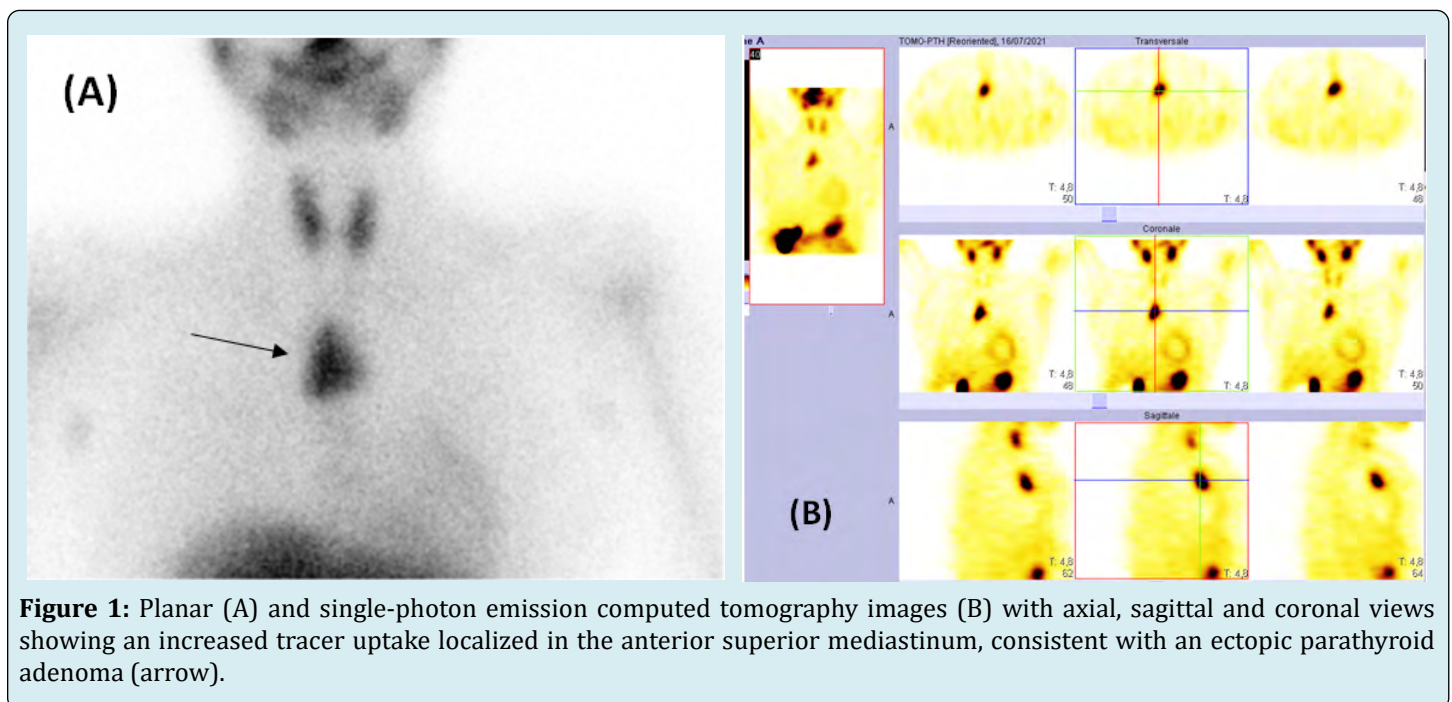 (A)
ne A
40
A
A
A
TOMO-PTH [Reoriented], 16/07/2021
Transversale
T: 4,8
50
T: 4,8
T: 4,8
48
Coronale
T: 4,8
48
T: 4,8
T: 4,8
50
Sagittale
T: 4,8
62
T: 4,8
T: 4,8
64
(B)
Figure 1: Planar (A) and single-photon emission computed tomography images (B) with axial, sagittal and coronal views
showing an increased tracer uptake localized in the anterior superior mediastinum, consistent with an ectopic parathyroid
adenoma (arrow).